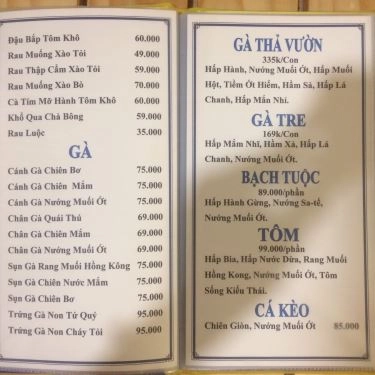 Đậu Bắp Tôm Khô 60.000
Rau Muống Xào Tỏi 49.000
Rau Thập Cẩm Xào Tỏi 59.000
Rau Muống Xào Bò 70.000
Cà Tím Mỡ Hành Tôm Khô 60.000
Khổ Qua Chà Bông 59.000
Rau Luộc 35.000
GÀ
Cánh Gà Chiên Bơ 75.000
Cánh Gà Chiên Mắm 75.000
Cánh Gà Nướng Muối Ớt 75.000
Chân Gà Quái Thú 69.000
Chân Gà Chiên Mắm 69.000
Chân Gà Nướng Muối Ớt 69.000
Sụn Gà Rang Muối Hồng Kông 75.000
Sụn Gà Chiên Nước Mắm 75.000
Sụn Gà Chiên Bơ 75.000
Trứng Gà Non Tứ Quý 95.000
Trứng Gà Non Cháy Tỏi 95.000
GÀ THẢ VƯỜN
335k/Con
Hấp Hành, Nướng Muối Ớt, Hấp Muối
Hột, Tiềm Ớt Hiểm, Hầm Sả, Hấp Lá
Chanh, Hấp Mắn Nhí.
GÀ TRE
169k/Con
Hấp Mắm Nhĩ, Hầm Xả, Hấp Lá
Chanh, Nướng Muối Ớt.
BẠCH TUỘC
89.000/phần
Hấp Hành Gừng, Nướng Sa-tế,
Nướng Muối Ớt.
TÔM
99.000/phần
Hấp Bia, Hấp Nước Dừa, Rang Muối
Hồng Kong, Nướng Muối Ớt, Tôm
Sống Kiểu Thái.
CÁ KÈO
Chiên Giòn, Nướng Muối Ớt 85.000